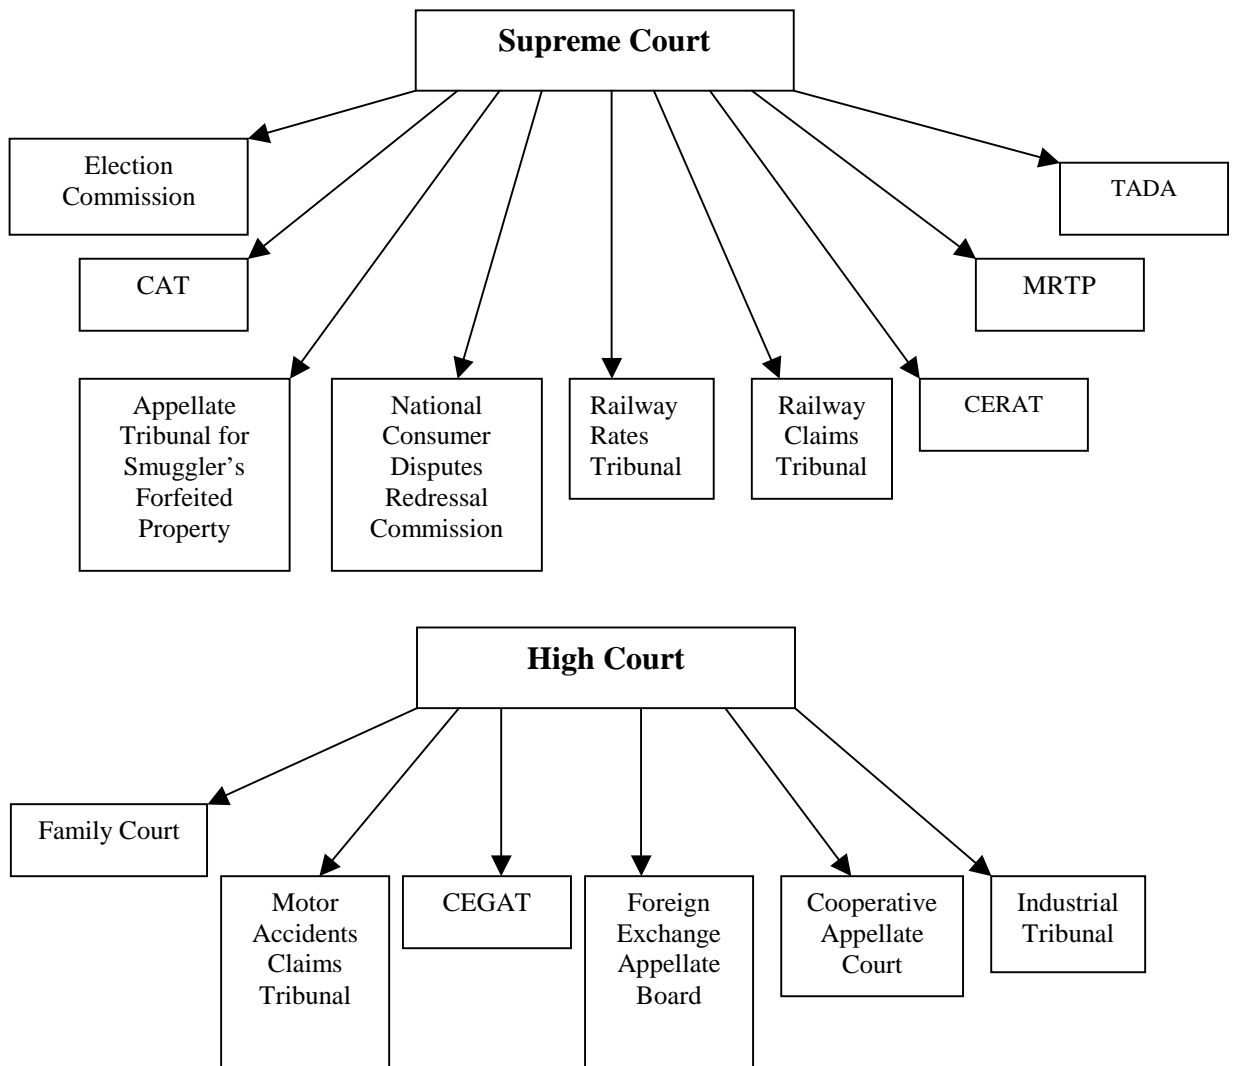 Supreme Court
Election
Commission
TADA
CAT
MRTP
Appellate
Tribunal for
Smuggler’s
Forfeited
Property
National
Consumer
Disputes
Redressal
Commission
Railway
Rates
Tribunal
Railway
Claims
Tribunal
CERAT
High Court
Family Court
Motor
Accidents
Claims
Tribunal
CEGAT
Foreign
Exchange
Appellate
Board
Cooperative
Appellate
Court
Industrial
Tribunal